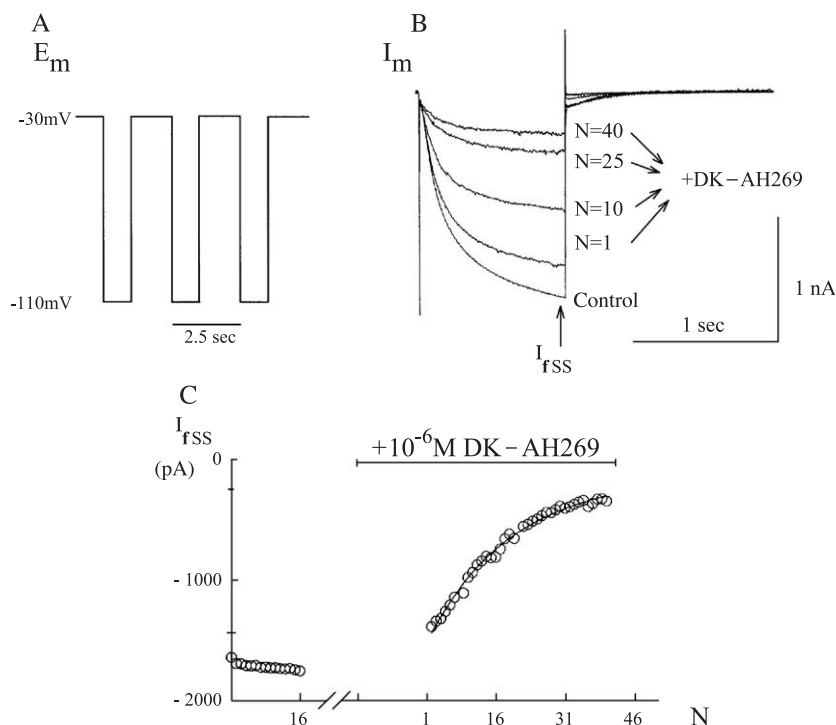 A
E_m
-30mV
-110mV
2.5 sec
B
I_m
N=40
N=25
N=10
N=1
Control
+DK-AH269
1 nA
1 sec
I_fSS
C
I_fSS
(pA)
0
- 1000
- 2000
+10^-6M DK-AH269
16
1
16
31
46
N